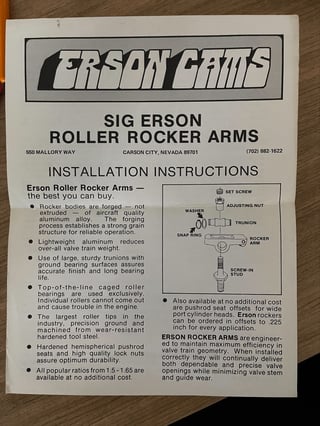 ERSON CAMS
SIG ERSON
ROLLER ROCKER ARMS
550 MALLORY WAY CARSON CITY, NEVADA 89701 (702) 882-1622
INSTALLATION INSTRUCTIONS
Erson Roller Rocker Arms —
the best you can buy.
● Rocker bodies are forged — not
extruded — of aircraft quality
aluminum alloy. The forging
process establishes a strong grain
structure for reliable operation.
● Lightweight aluminum reduces
over-all valve train weight.
● Use of large, sturdy trunions with
ground bearing surfaces assures
accurate finish and long bearing
life.
● Top-of-the-line caged roller
bearings are used exclusively.
Individual rollers cannot come out
and cause trouble in the engine.
● The largest roller tips in the
industry, precision ground and
machined from wear-resistant
hardened tool steel.
● Hardened hemispherical pushrod
seats and high quality lock nuts
assure optimum durability.
● All popular ratios from 1:5 - 1.65 are
available at no additional cost.
SET SCREW
ADJUSTING NUT
WASHER
TRUNION
SNAP RING
ROCKER
ARM
SCREW-IN
STUD
● Also available at no additional cost
are pushrod seat offsets for wide
port cylinder heads. Erson rockers
can be ordered in offsets to .225
inch for every application.
ERSON ROCKER ARMS are engineer-
ed to maintain maximum efficiency in
valve train geometry. When installed
correctly they will continually deliver
both dependable and precise valve
openings while minimizing valve stem
and guide wear.